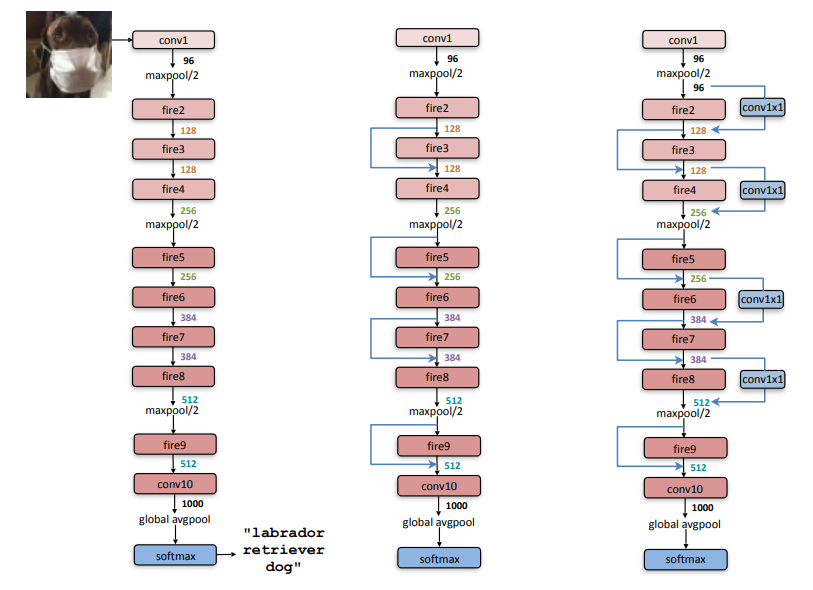 conv1
96
maxpool/2
fire2
128
fire3
128
fire4
256
maxpool/2
fire5
256
fire6
384
fire7
384
fire8
512
maxpool/2
fire9
512
conv10
1000
global avgpool
softmax
"labrador
retriever
dog"
conv1
96
maxpool/2
fire2
128
fire3
128
fire4
256
maxpool/2
fire5
256
fire6
384
fire7
384
fire8
512
maxpool/2
fire9
512
conv10
1000
global avgpool
softmax
conv1
96
maxpool/2
96
conv1x1
fire2
128
fire3
128
fire4
conv1x1
256
maxpool/2
fire5
256
fire6
conv1x1
384
fire7
384
fire8
conv1x1
512
maxpool/2
fire9
512
conv10
1000
global avgpool
softmax